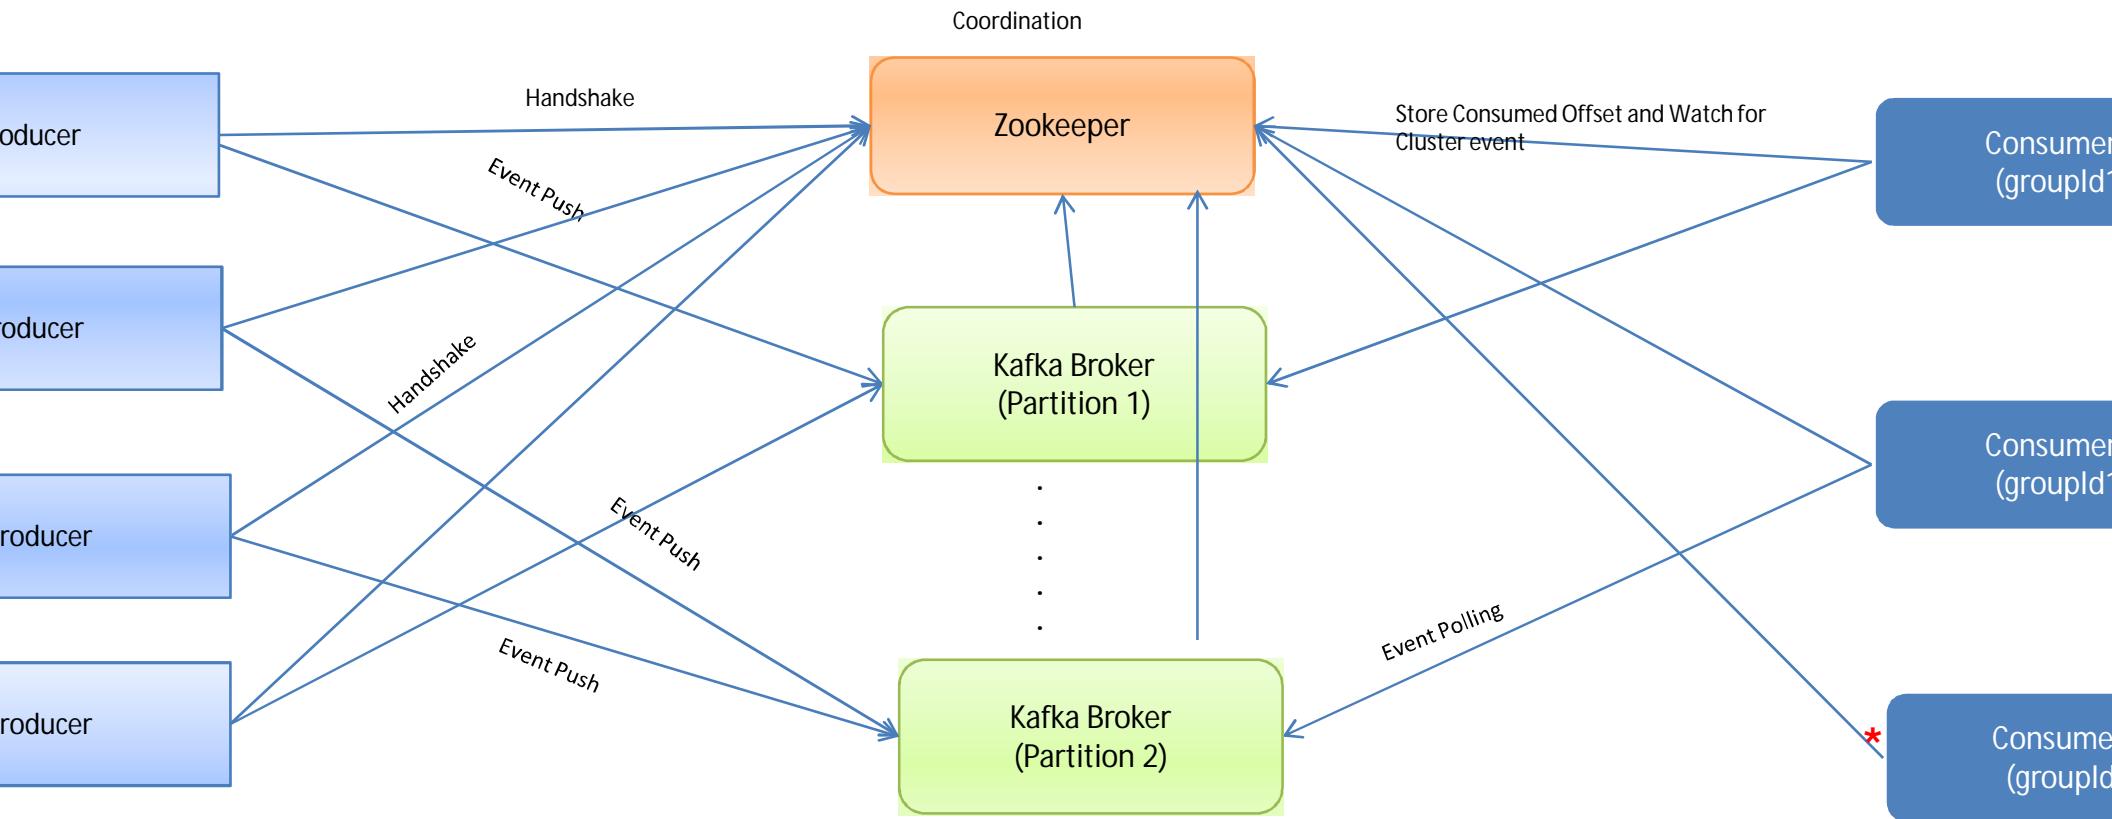 Coordination
Handshake
Zookeeper
Store Consumed Offset and Watch for
Cluster event
oducer
Consumer
(groupId1
Event Push
roducer
Handshake
Kafka Broker
(Partition 1)
Consumer
(groupId1
Event Push
roducer
Event Polling
Event Push
roducer
Kafka Broker
(Partition 2)
*
Consume
(groupId